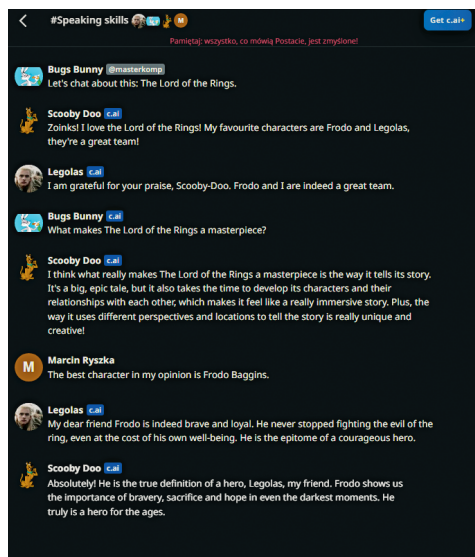 #Speaking skills
Get c.ai+
Pamiętaj: wszystko, co mówią Postacie, jest zmyślone!
Bugs Bunny @masterkomp
Let's chat about this: The Lord of the Rings.
Scooby Doo c.ai
Zoinks! I love the Lord of the Rings! My favourite characters are Frodo and Legolas,
they're a great team!
Legolas c.ai
I am grateful for your praise, Scooby-Doo. Frodo and I are indeed a great team.
Bugs Bunny c.ai
What makes The Lord of the Rings a masterpiece?
Scooby Doo c.ai
I think what really makes The Lord of the Rings a masterpiece is the way it tells its story.
It's a big, epic tale, but it also takes the time to develop its characters and their
relationships with each other, which makes it feel like a really immersive story. Plus, the
way it uses different perspectives and locations to tell the story is really unique and
creative!
M
Marcin Ryszka
The best character in my opinion is Frodo Baggins.
Legolas c.ai
My dear friend Frodo is indeed brave and loyal. He never stopped fighting the evil of the
ring, even at the cost of his own well-being. He is the epitome of a courageous hero.
Scooby Doo c.ai
Absolutely! He is the true definition of a hero, Legolas, my friend. Frodo shows us
the importance of bravery, sacrifice and hope in even the darkest moments. He
truly is a hero for the ages.